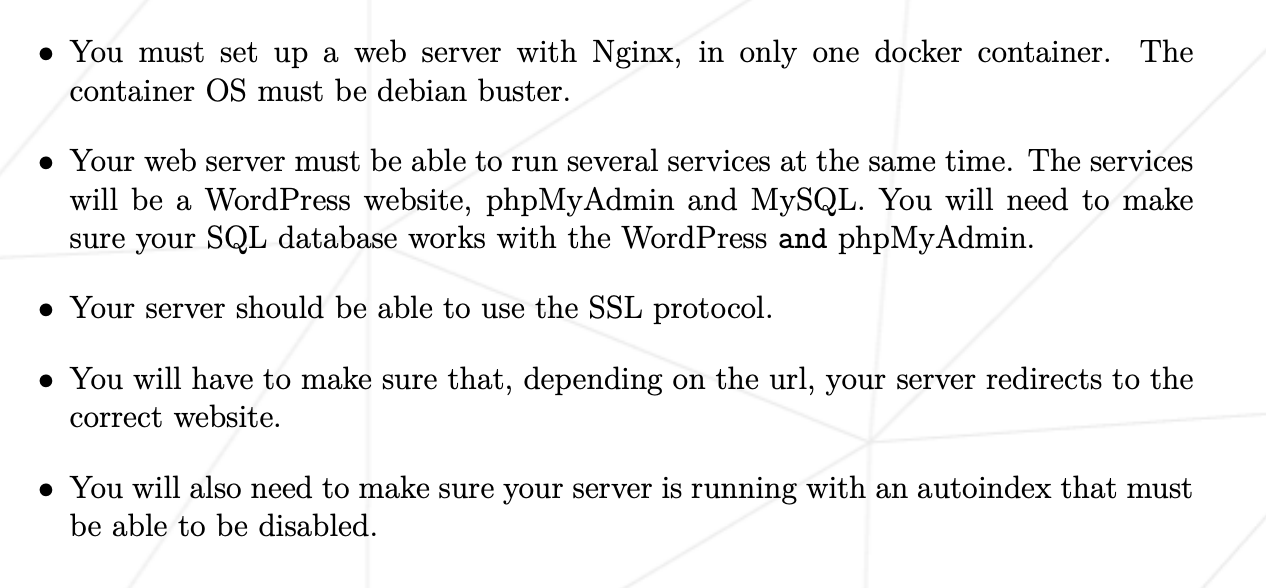 • You must set up a web server with Nginx, in only one docker container. The
container OS must be debian buster.
• Your web server must be able to run several services at the same time. The services
will be a WordPress website, phpMyAdmin and MySQL. You will need to make
sure your SQL database works with the WordPress and phpMyAdmin.
• Your server should be able to use the SSL protocol.
• You will have to make sure that, depending on the url, your server redirects to the
correct website.
• You will also need to make sure your server is running with an autoindex that must
be able to be disabled.